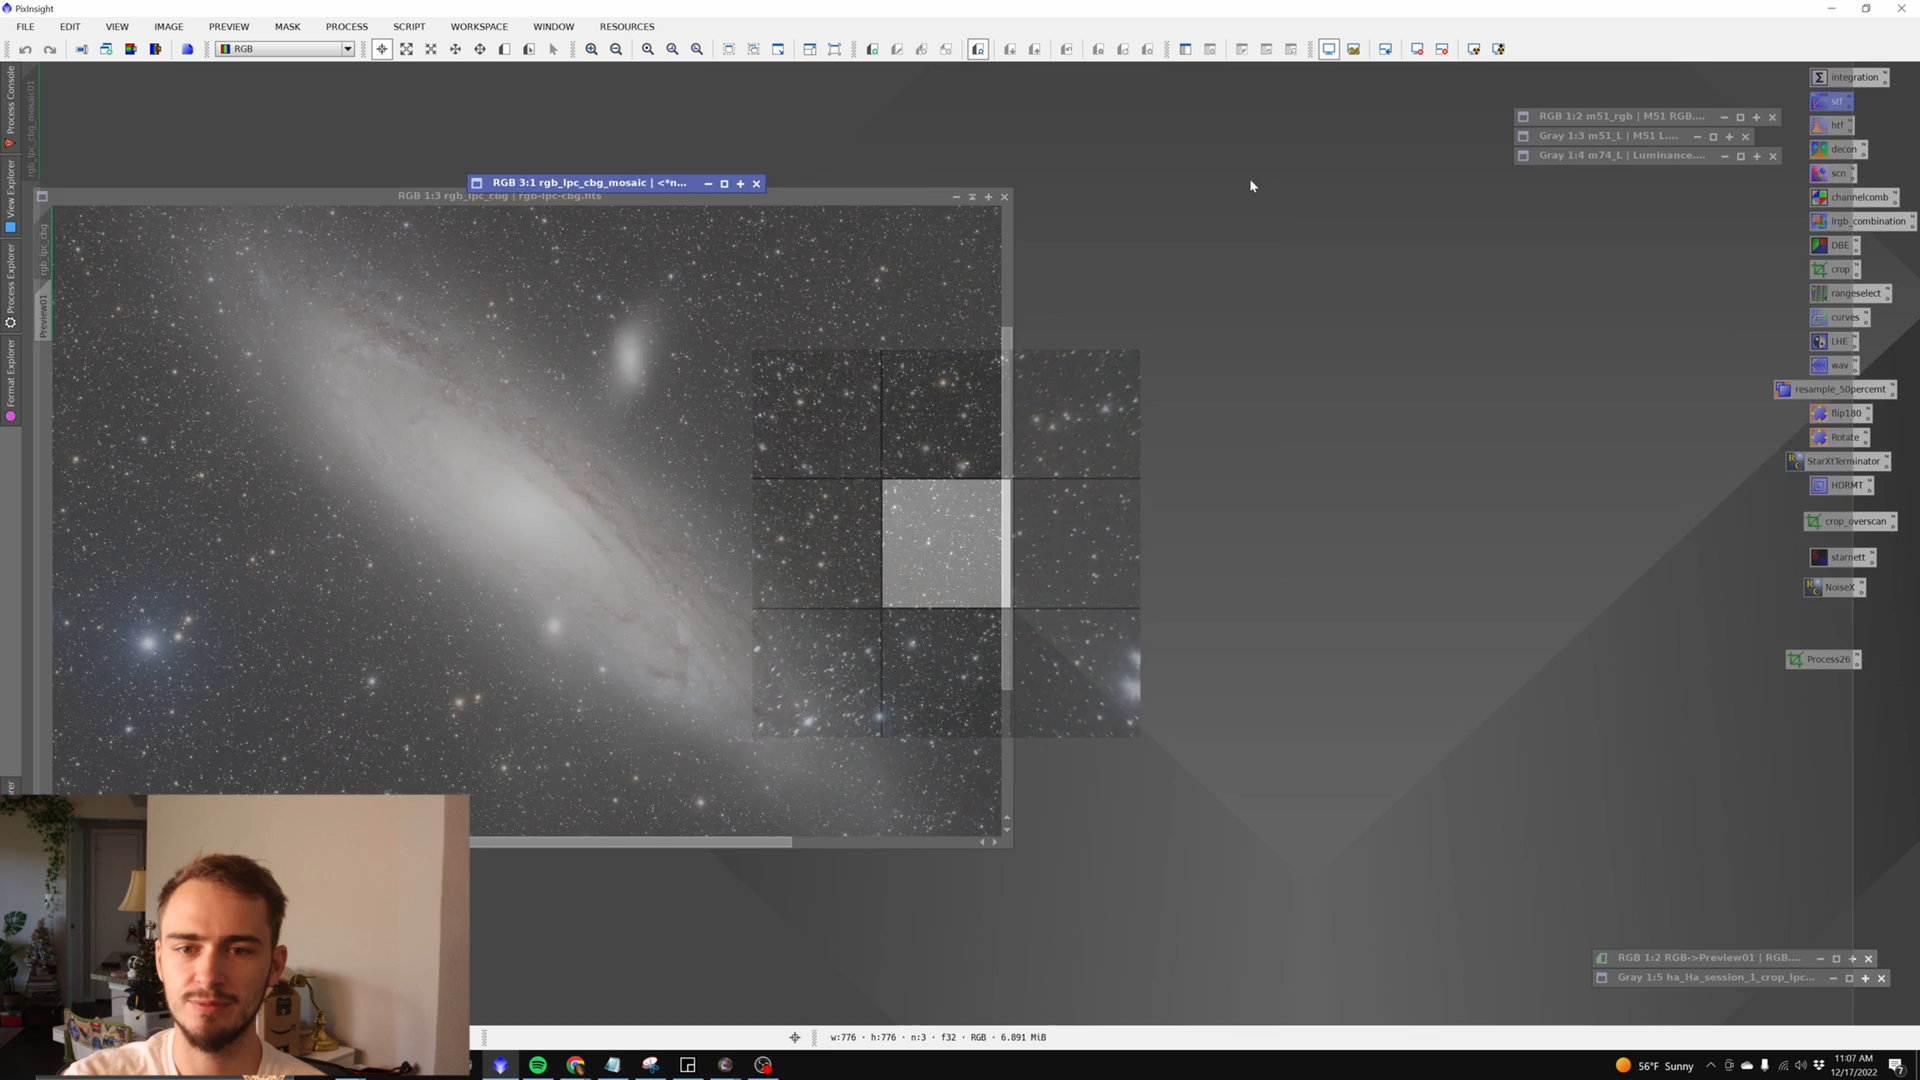 PixInsight
FILE EDIT VIEW IMAGE PREVIEW MASK PROCESS SCRIPT WORKSPACE WINDOW RESOURCES
RGB
Process Console
View Explorer
Process Explorer
Format Explorer
rgb_lpc_cbg_mosaic01
RGB 1:2 m51_rgb | M51 RGB....
Gray 1:3 m51_L | M51 L....
Gray 1:4 m74_L | Luminance....
RGB 3:1 rgb_lpc_cbg_mosaic | <*n...
RGB 1:3 rgb_lpc_cbg | rgb-lpc-cbg.fits
rgb_lpc_cbg
Preview01
integration
stf
htf
decon
scn
channelcomb
lrgb_combination
DBE
crop
rangeselect
curves
LHE
wav
resample_50percemt
flip180
Rotate
StarXtTerminator
HDRMT
crop_overscan
starnett
NoiseX
Process26
RGB 1:2 RGB->Preview01 | RGB....
Gray 1:5 ha_Ha_session_1_crop_lpc...
w:776 · h:776 · n:3 · f32 · RGB · 6.891 MiB
56°F Sunny
11:07 AM
12/17/2022
7